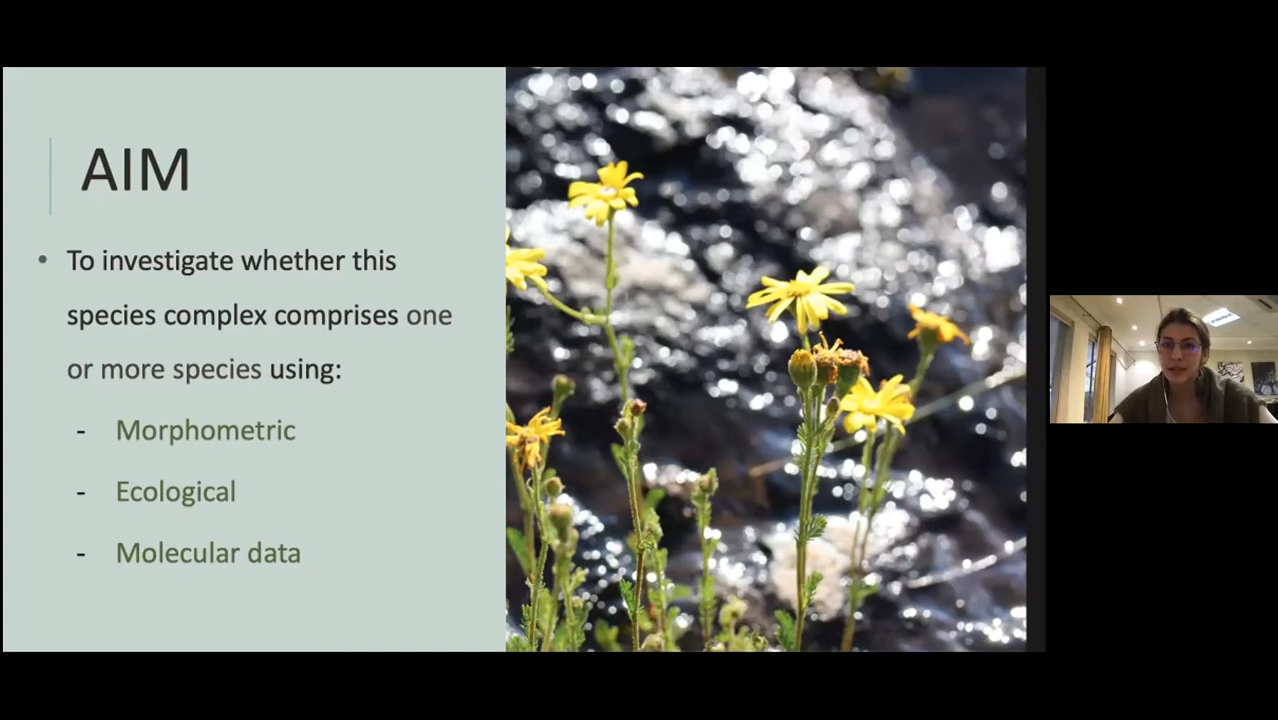 AIM
• To investigate whether this
species complex comprises one
or more species using:
- Morphometric
- Ecological
- Molecular data